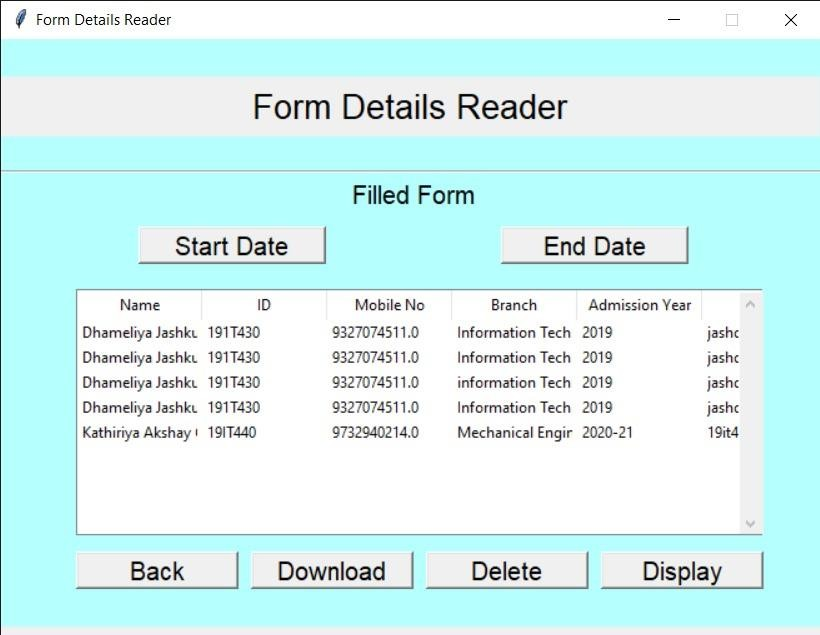 Form Details Reader
Form Details Reader
Filled Form
Start Date End Date
Name ID Mobile No Branch Admission Year
Dhameliya Jashku 191T430 9327074511.0 Information Tech 2019 jashc
Dhameliya Jashku 191T430 9327074511.0 Information Tech 2019 jashc
Dhameliya Jashku 191T430 9327074511.0 information Tech 2019 jashc
Dhameliya Jashku 191T430 9327074511.0 Information Tech 2019 jashc
Kathiriya Akshay 19IT440 9732940214.0 Mechanical Engir 2020-21 19it4
Back Download Delete Display